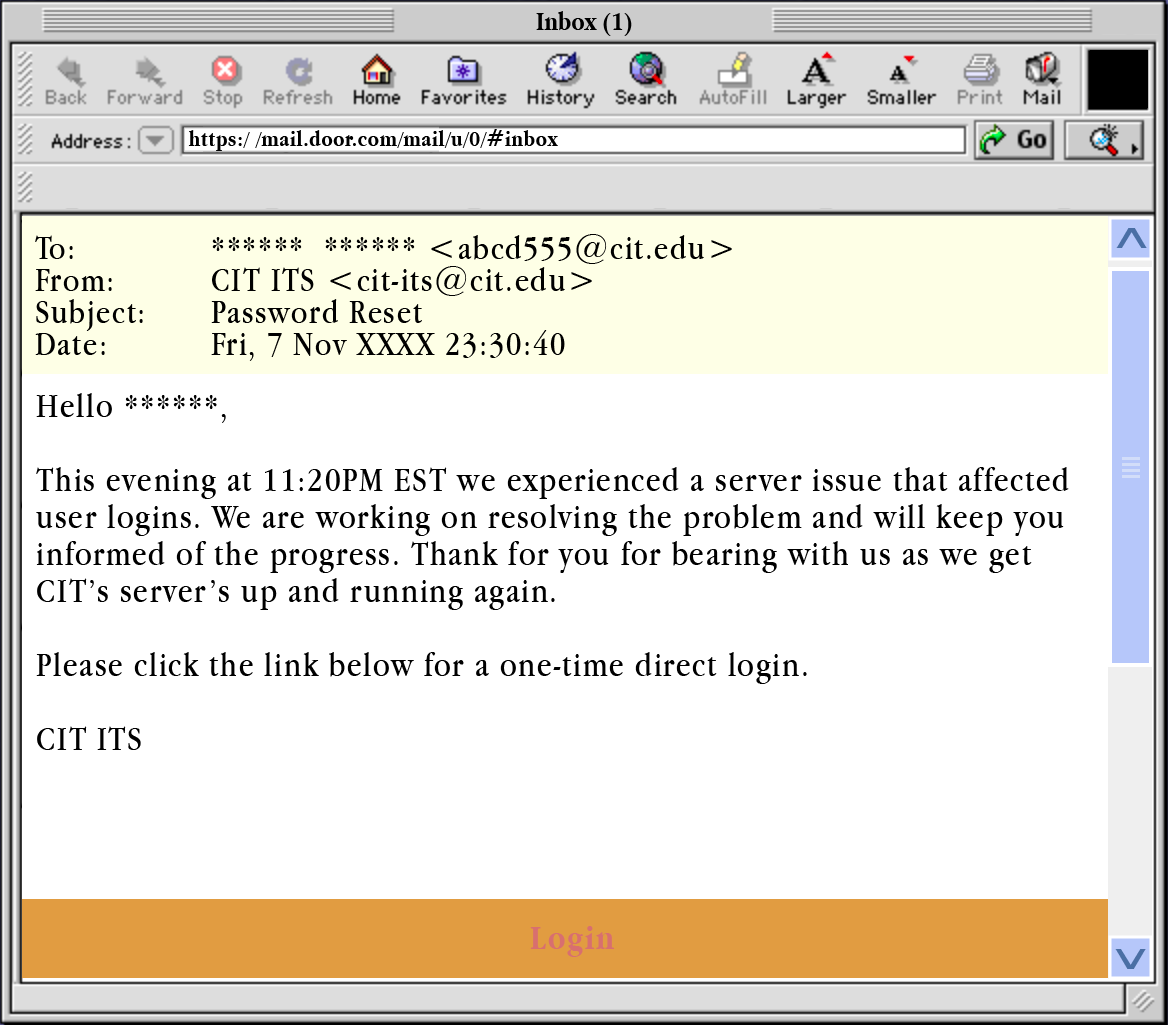 Inbox (1)
Back Forward Stop Refresh Home Favorites History Search AutoFill Larger Smaller Print Mail
Address: https:/ /mail.door.com/mail/u/0/#inbox Go
To: ****** ****** <abcd555@cit.edu>
From: CIT ITS <cit-its@cit.edu>
Subject: Password Reset
Date: Fri, 7 Nov XXXX 23:30:40
Hello ******,
This evening at 11:20PM EST we experienced a server issue that affected
user logins. We are working on resolving the problem and will keep you
informed of the progress. Thank for you for bearing with us as we get
CIT's server's up and running again.
Please click the link below for a one-time direct login.
CIT ITS
Login